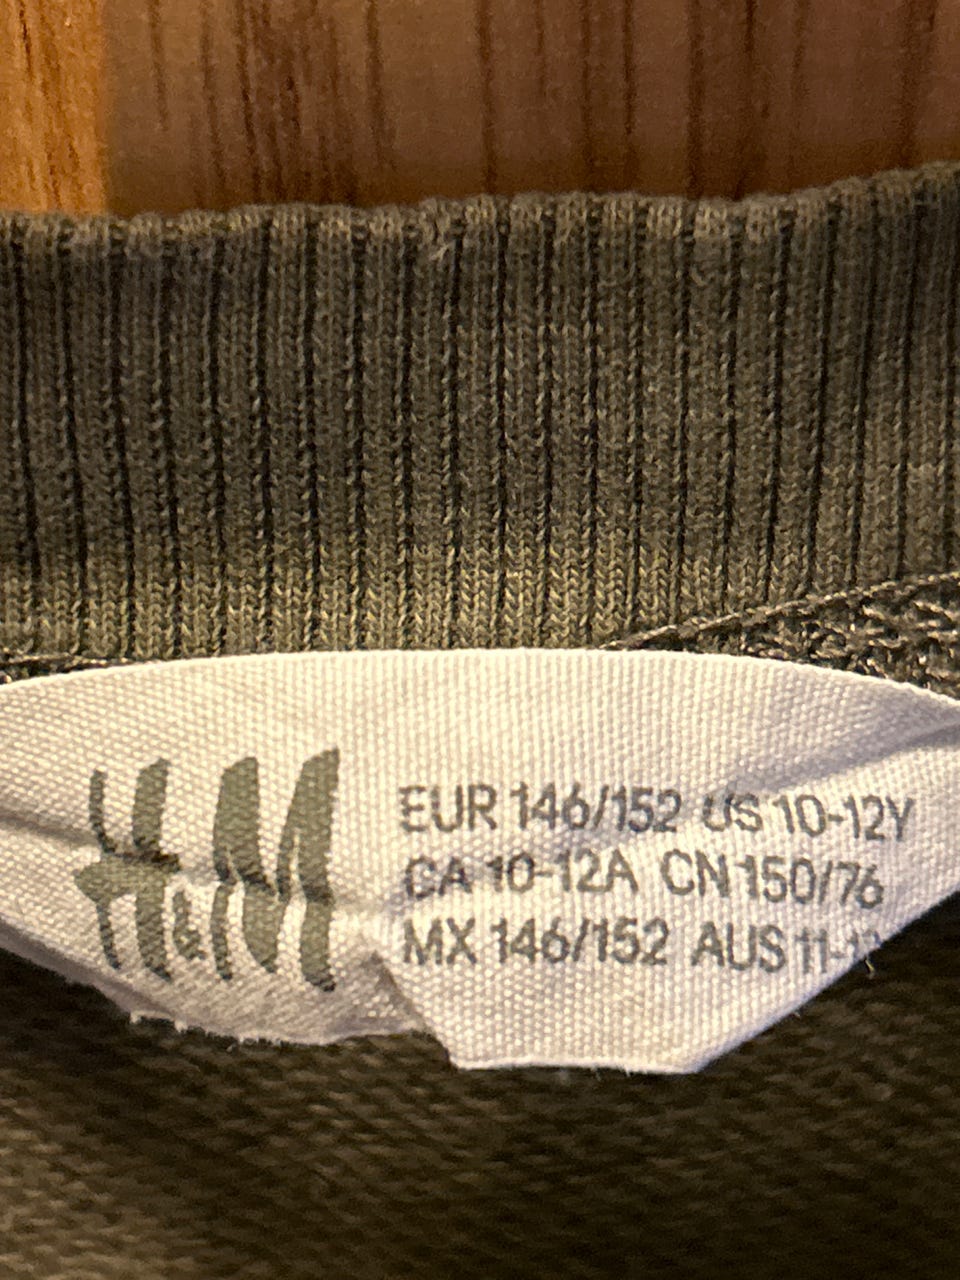 H&M
EUR 146/152 US 10-12Y
CA 10-12A CN 150/76
MX 146/152 AUS